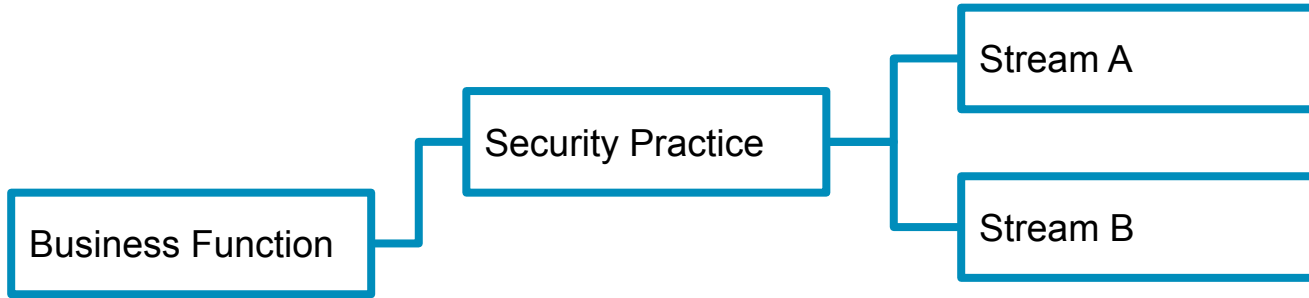 Business Function
Security Practice
Stream A
Stream B